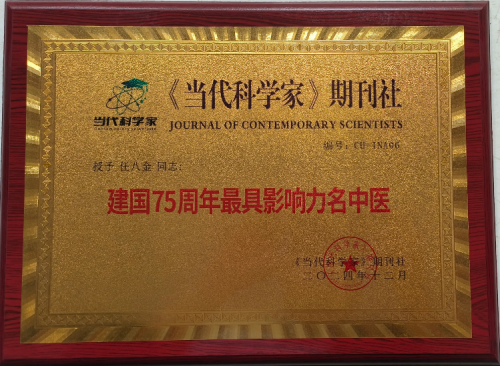 当代科学家
《当代科学家》期刊社
JOURNAL OF CONTEMPORARY SCIENTISTS
编号：CU-INA06
授予 任八金 同志：
建国75周年最具影响力名中医
《当代科学家》期刊社
二〇二四年十二月